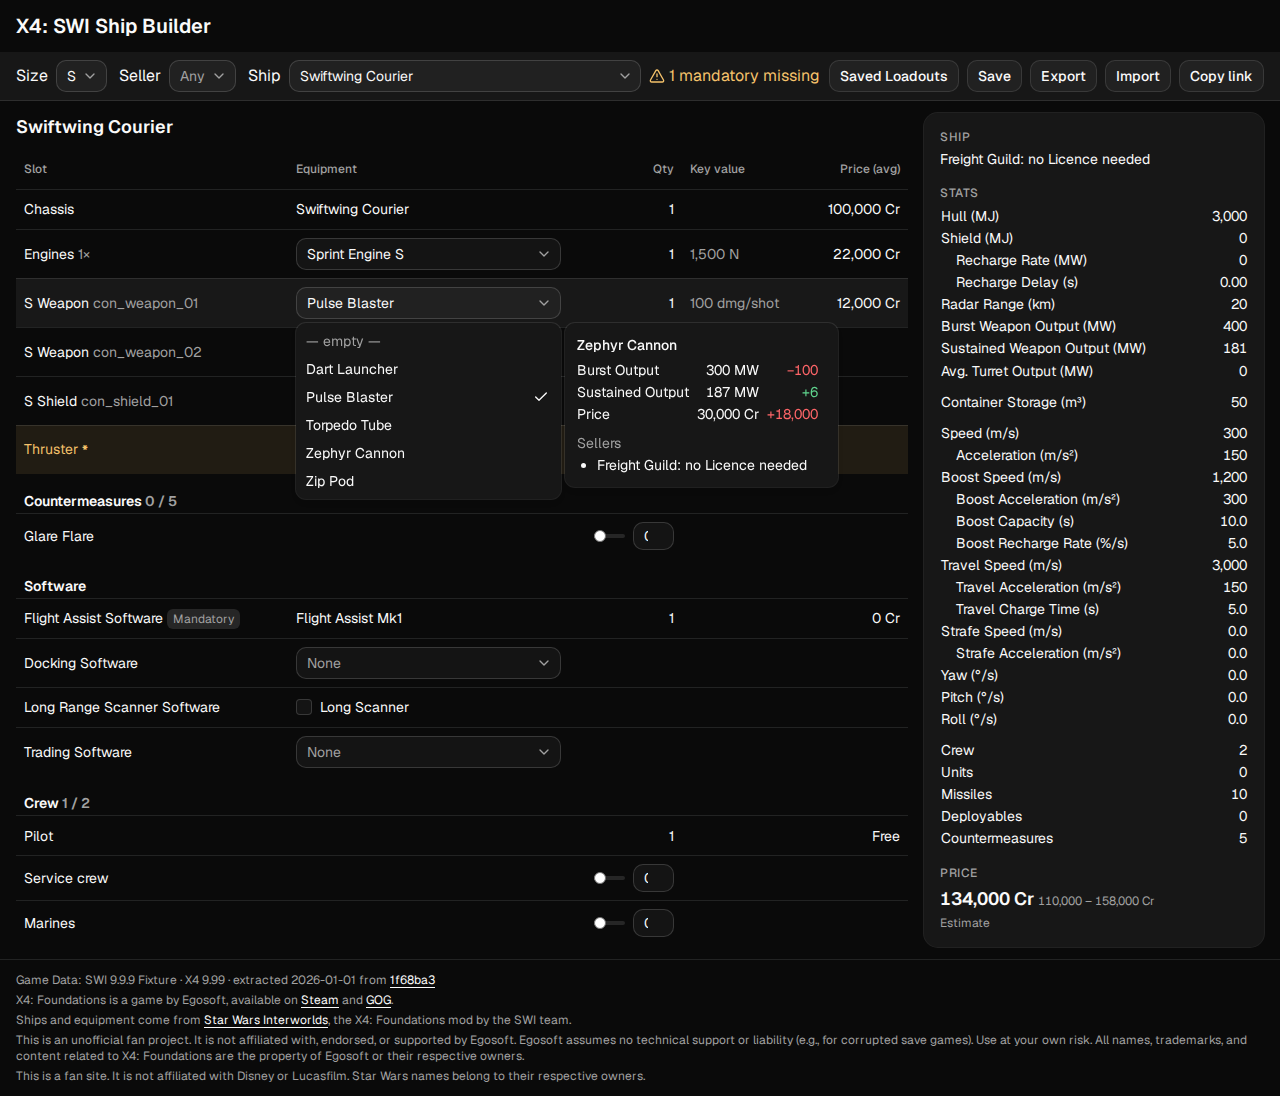 X4: SWI Ship Builder
Size S Seller Any Ship Swiftwing Courier 1 mandatory missing Saved Loadouts Save Export Import Copy link
Swiftwing Courier
Slot Equipment Qty Key value Price (avg)
Chassis Swiftwing Courier 1 100,000 Cr
Engines 1× Sprint Engine S 1 1,500 N 22,000 Cr
S Weapon con_weapon_01 Pulse Blaster 1 100 dmg/shot 12,000 Cr
S Weapon con_weapon_02
S Shield con_shield_01
Thruster *
— empty —
Dart Launcher
Pulse Blaster
Torpedo Tube
Zephyr Cannon
Zip Pod
Zephyr Cannon
Burst Output 300 MW −100
Sustained Output 187 MW +6
Price 30,000 Cr +18,000
Sellers
• Freight Guild: no Licence needed
Countermeasures 0 / 5
Glare Flare
Software
Flight Assist Software Mandatory Flight Assist Mk1 1 0 Cr
Docking Software None
Long Range Scanner Software Long Scanner
Trading Software None
Crew 1 / 2
Pilot 1 Free
Service crew
Marines
SHIP
Freight Guild: no Licence needed
STATS
Hull (MJ) 3,000
Shield (MJ) 0
Recharge Rate (MW) 0
Recharge Delay (s) 0.00
Radar Range (km) 20
Burst Weapon Output (MW) 400
Sustained Weapon Output (MW) 181
Avg. Turret Output (MW) 0
Container Storage (m³) 50
Speed (m/s) 300
Acceleration (m/s²) 150
Boost Speed (m/s) 1,200
Boost Acceleration (m/s²) 300
Boost Capacity (s) 10.0
Boost Recharge Rate (%/s) 5.0
Travel Speed (m/s) 3,000
Travel Acceleration (m/s²) 150
Travel Charge Time (s) 5.0
Strafe Speed (m/s) 0.0
Strafe Acceleration (m/s²) 0.0
Yaw (°/s) 0.0
Pitch (°/s) 0.0
Roll (°/s) 0.0
Crew 2
Units 0
Missiles 10
Deployables 0
Countermeasures 5
PRICE
134,000 Cr 110,000 – 158,000 Cr
Estimate
Game Data: SWI 9.9.9 Fixture · X4 9.99 · extracted 2026-01-01 from 1f68ba3
X4: Foundations is a game by Egosoft, available on Steam and GOG.
Ships and equipment come from Star Wars Interworlds, the X4: Foundations mod by the SWI team.
This is an unofficial fan project. It is not affiliated with, endorsed, or supported by Egosoft. Egosoft assumes no technical support or liability (e.g., for corrupted save games). Use at your own risk. All names, trademarks, and
content related to X4: Foundations are the property of Egosoft or their respective owners.
This is a fan site. It is not affiliated with Disney or Lucasfilm. Star Wars names belong to their respective owners.